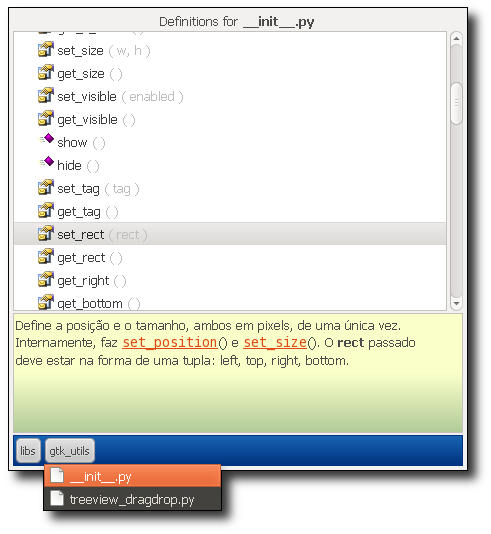 Definitions for __init__.py
set_size ( w, h )
get_size ( )
set_visible ( enabled )
get_visible ( )
show ( )
hide ( )
set_tag ( tag )
get_tag ( )
set_rect ( rect )
get_rect ( )
get_right ( )
get_bottom ( )
Define a posição e o tamanho, ambos em pixels, de uma única vez.
Internamente, faz set_position() e set_size(). O rect passado
deve estar na forma de uma tupla: left, top, right, bottom.
libs gtk_utils
__init__.py
treeview_dragdrop.py